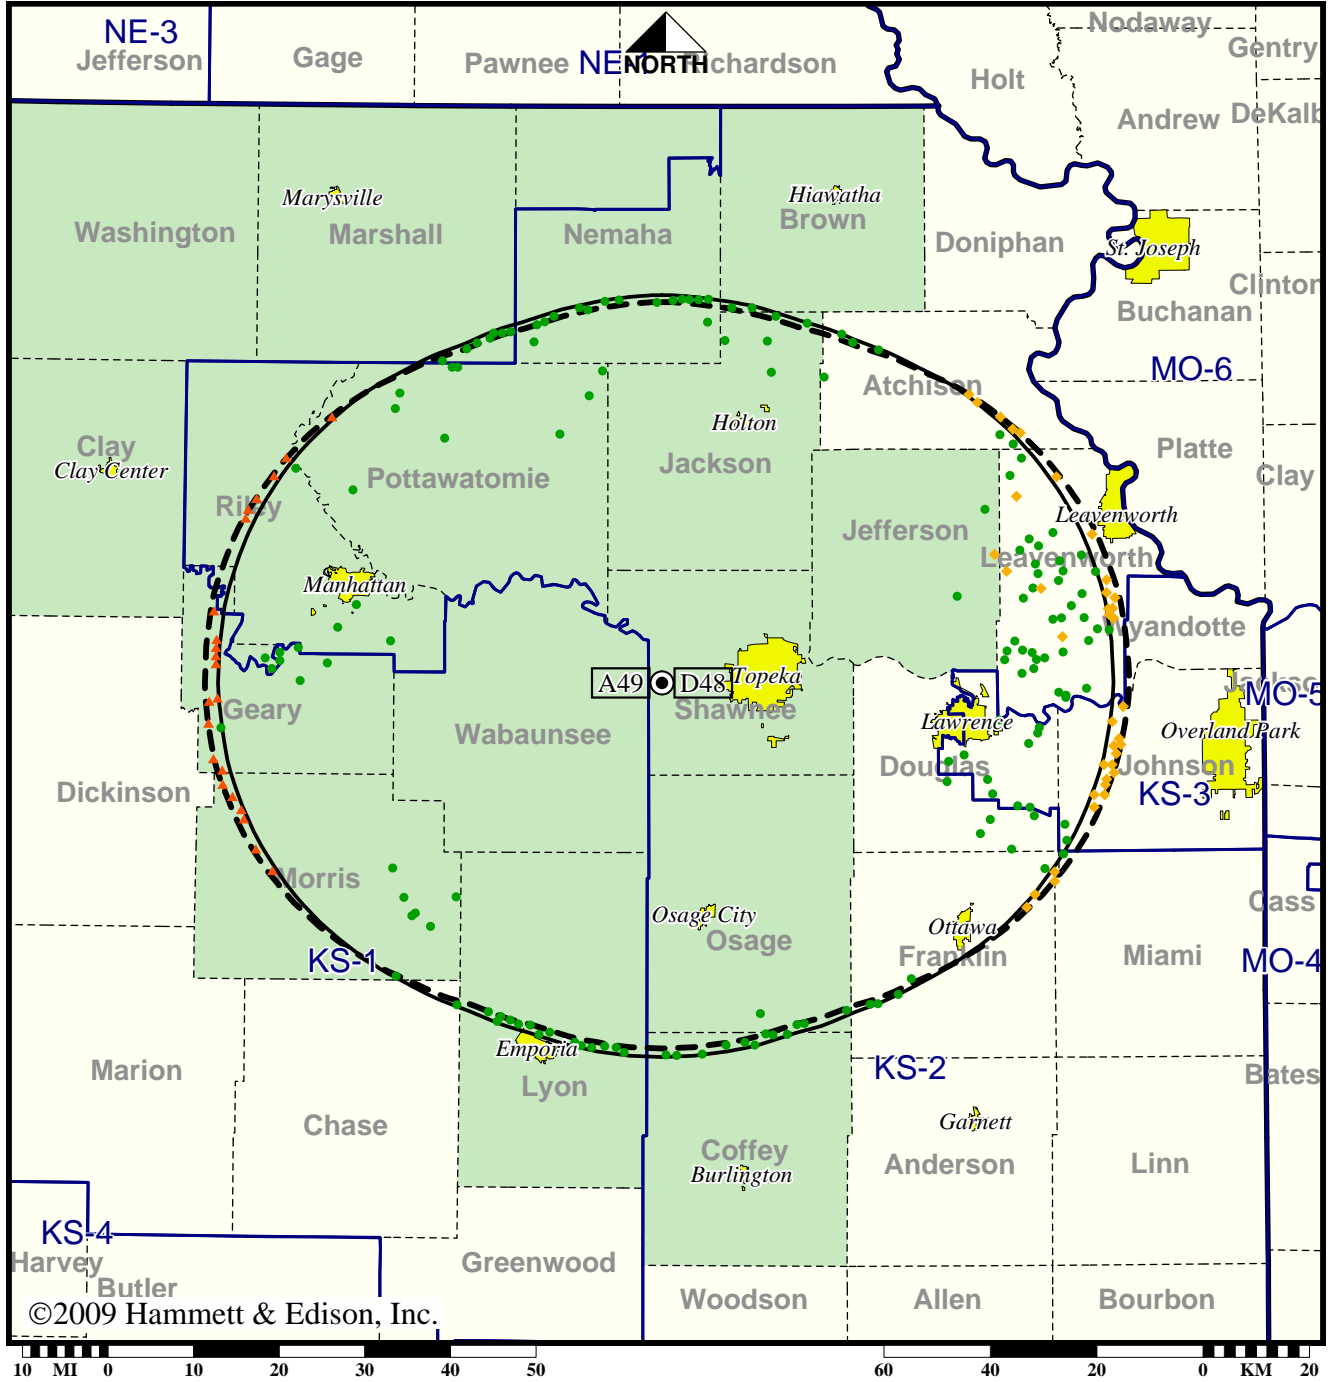 NE-3
Jefferson
Gage
Pawnee
NE-1
NORTH
Richardson
Nodaway
Gentry
Holt
Andrew
DeKalb
Marysville
Hiawatha
Washington
Marshall
Nemaha
Brown
Doniphan
St. Joseph
Clinton
Buchanan
MO-6
Atchison
Clay
Clay Center
Holton
Pottawatomie
Jackson
Platte
Clay
Riley
Leavenworth
Jefferson
Leavenworth
Manhattan
Wyandotte
A49
D48
Topeka
Shawnee
Jackson
MO-5
Geary
Wabaunsee
Lawrence
Overland Park
Douglas
Johnson
Dickinson
KS-3
Morris
Osage City
Osage
Ottawa
Franklin
Cass
KS-1
Miami
MO-4
Emporia
Lyon
Marion
KS-2
Bates
Chase
Garnett
Coffey
Burlington
Anderson
Linn
KS-4
Harvey
Butler
Greenwood
Woodson
Allen
Bourbon
©2009 Hammett & Edison, Inc.
10 MI 0 10 20 30 40 50
60 40 20 0 KM 20